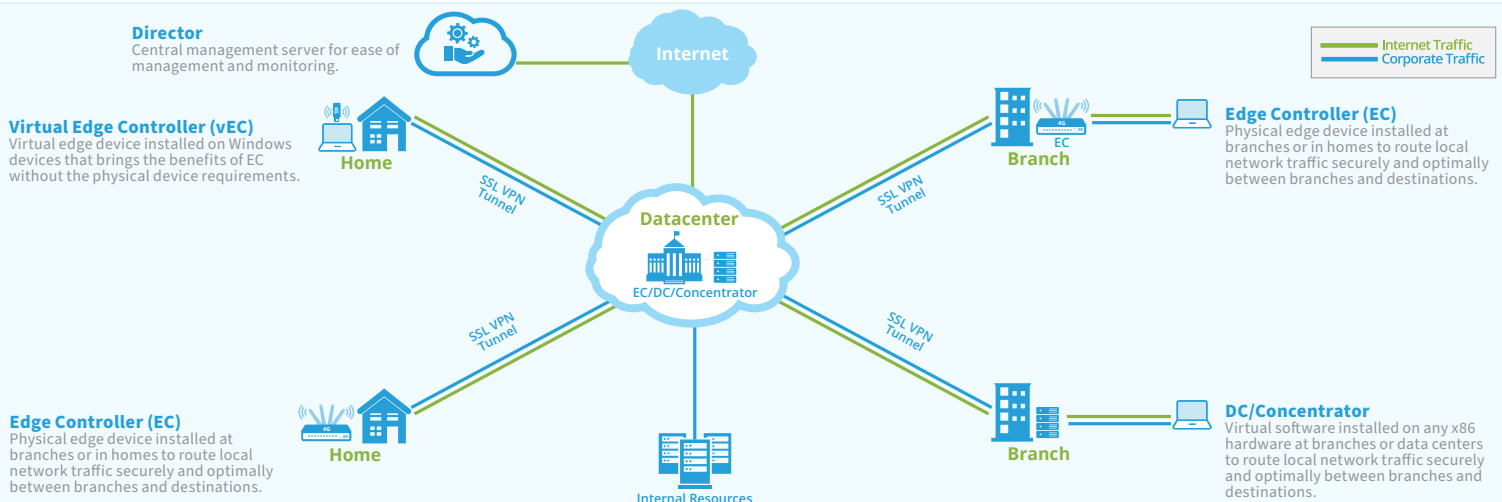 Director
Central management server for ease of
management and monitoring.
Internet
Internet Traffic
Corporate Traffic
Virtual Edge Controller (vEC)
Virtual edge device installed on Windows
devices that brings the benefits of EC
without the physical device requirements.
Home
SSL VPN
Tunnel
4G
EC
Branch
Edge Controller (EC)
Physical edge device installed at
branches or in homes to route local
network traffic securely and optimally
between branches and destinations.
SSL VPN
Tunnel
Datacenter
EC/DC/Concentrator
SSL VPN
Tunnel
SSL VPN
Tunnel
Edge Controller (EC)
Physical edge device installed at
branches or in homes to route local
network traffic securely and optimally
between branches and destinations.
4G
Home
Internal Resources
Branch
DC/Concentrator
Virtual software installed on any x86
hardware at branches or data centers
to route local network traffic securely
and optimally between branches and
destinations.